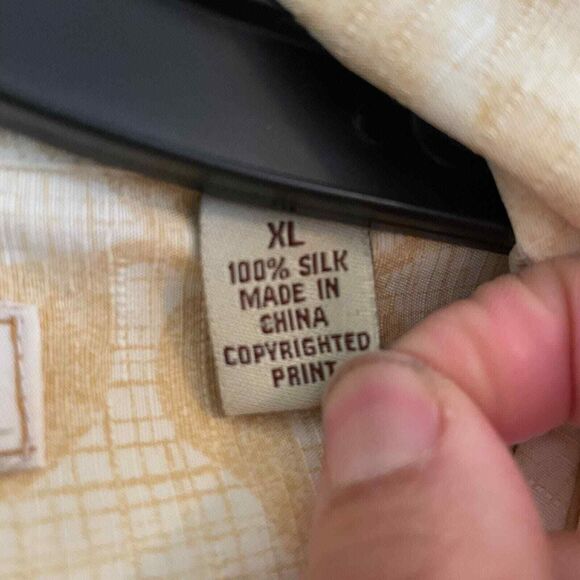 XL
100% SILK
MADE IN
CHINA
COPYRIGHTED
PRINT